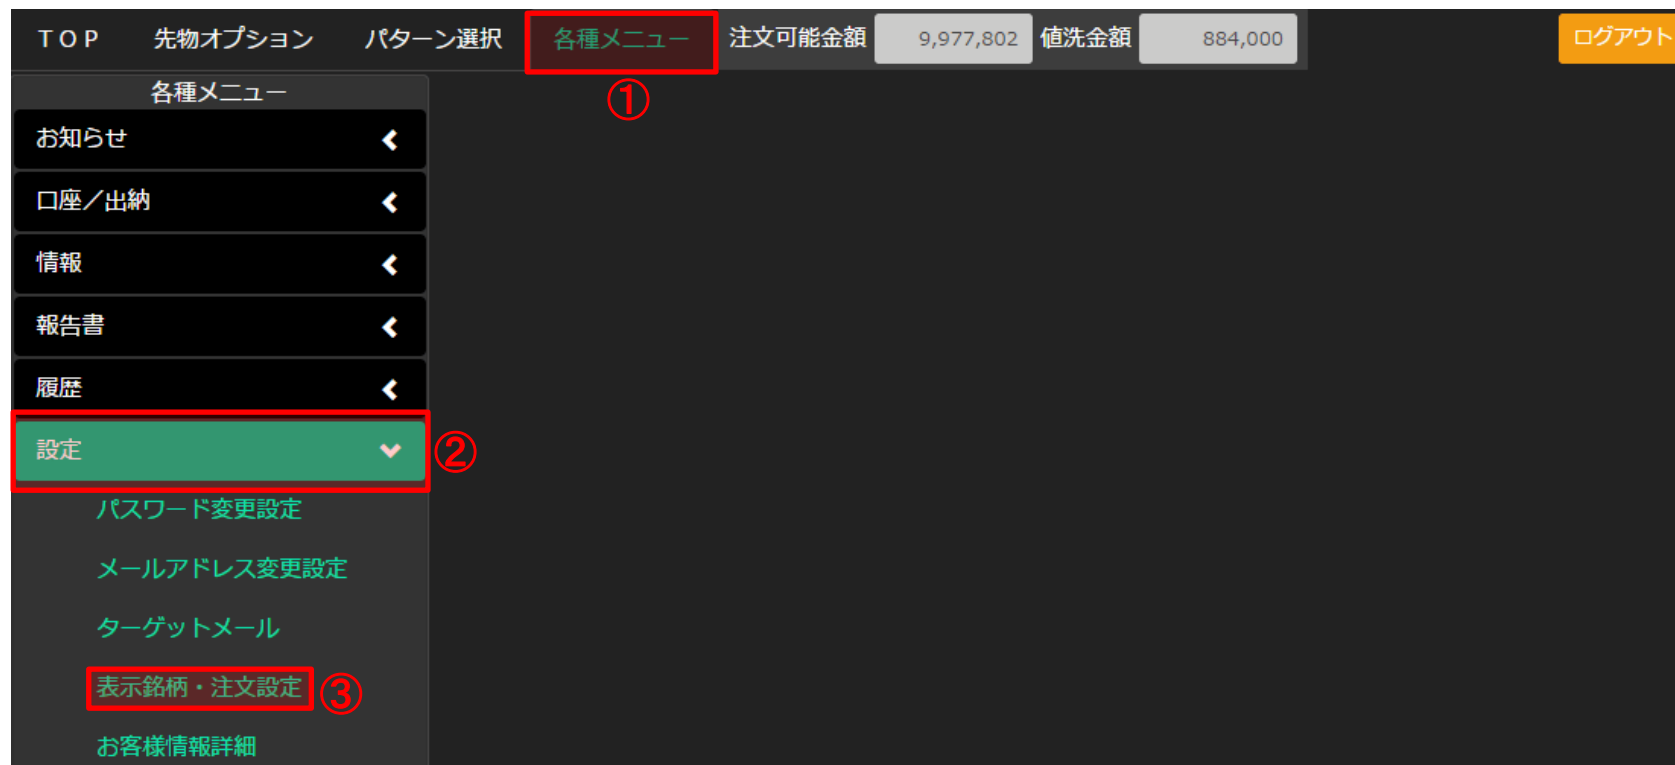 TOP 先物オプション パターン選択 各種メニュー 注文可能金額 9,977,802 値洗金額 884,000 ログアウト
①
各種メニュー
お知らせ
口座／出納
情報
報告書
履歴
設定 ②
パスワード変更設定
メールアドレス変更設定
ターゲットメール
表示銘柄・注文設定 ③
お客様情報詳細